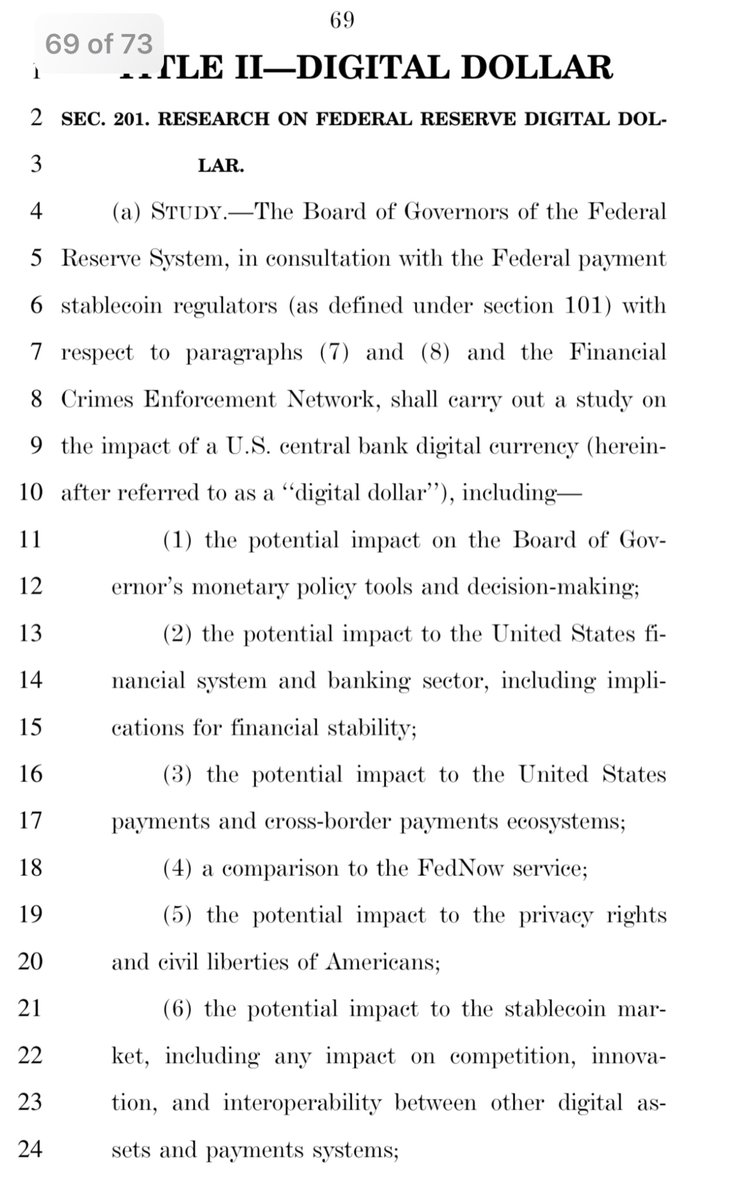 69
69 of 73
1 TITLE II—DIGITAL DOLLAR
2 SEC. 201. RESEARCH ON FEDERAL RESERVE DIGITAL DOL-
3 LAR.
4 (a) STUDY.—The Board of Governors of the Federal
5 Reserve System, in consultation with the Federal payment
6 stablecoin regulators (as defined under section 101) with
7 respect to paragraphs (7) and (8) and the Financial
8 Crimes Enforcement Network, shall carry out a study on
9 the impact of a U.S. central bank digital currency (herein-
10 after referred to as a ‘‘digital dollar’’), including—
11 (1) the potential impact on the Board of Gov-
12 ernor’s monetary policy tools and decision-making;
13 (2) the potential impact to the United States fi-
14 nancial system and banking sector, including impli-
15 cations for financial stability;
16 (3) the potential impact to the United States
17 payments and cross-border payments ecosystems;
18 (4) a comparison to the FedNow service;
19 (5) the potential impact to the privacy rights
20 and civil liberties of Americans;
21 (6) the potential impact to the stablecoin mar-
22 ket, including any impact on competition, innova-
23 tion, and interoperability between other digital as-
24 sets and payments systems;